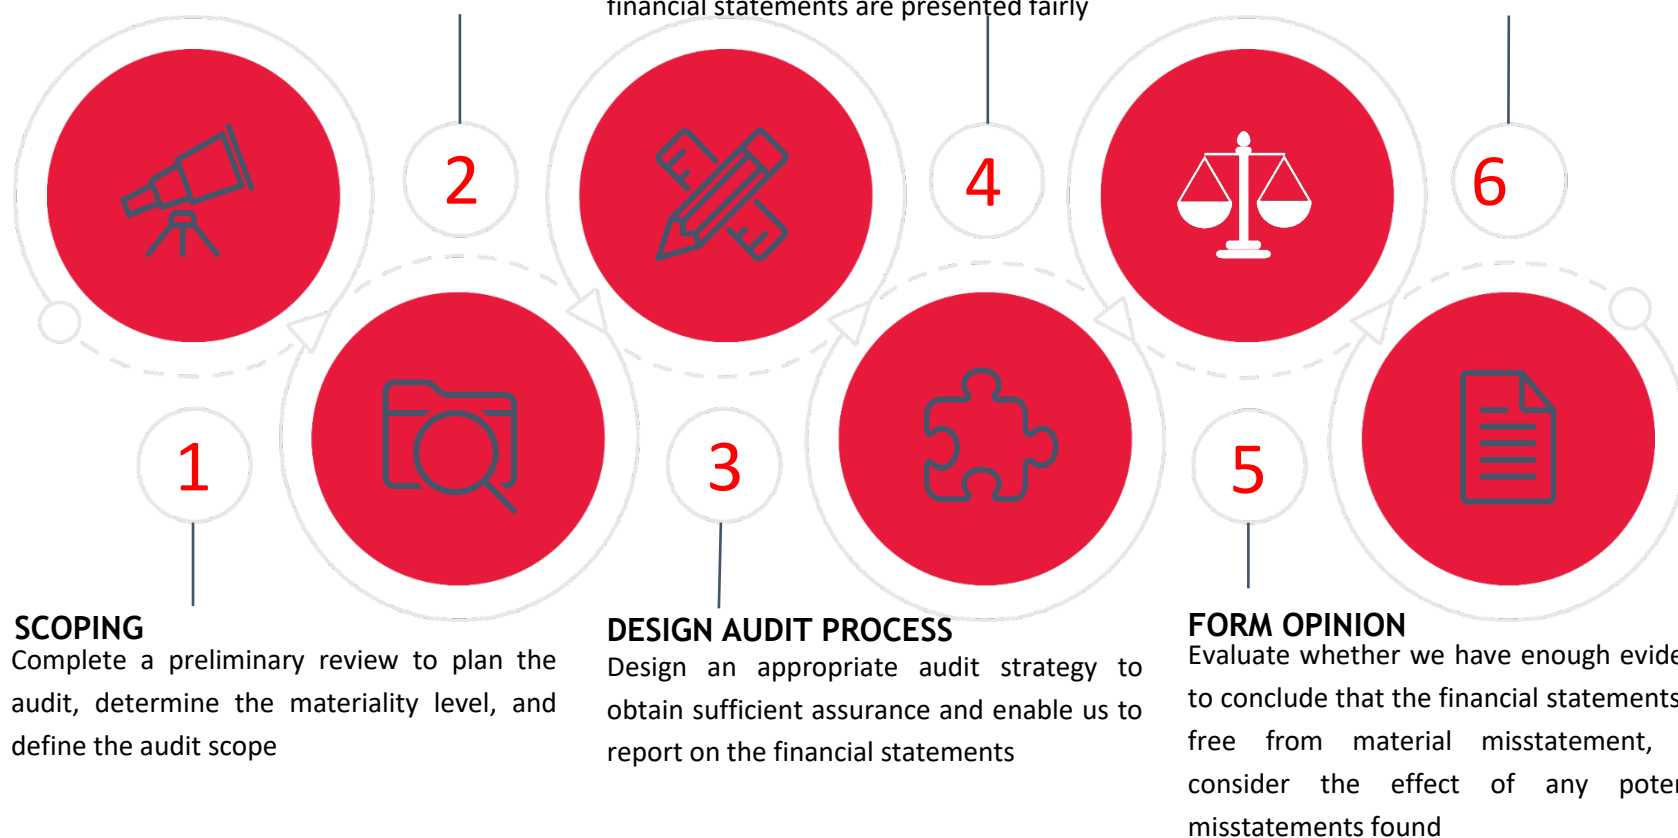 financial statements are presented fairly
2
4
6
1
3
5
SCOPING
Complete a preliminary review to plan the
audit, determine the materiality level, and
define the audit scope
DESIGN AUDIT PROCESS
Design an appropriate audit strategy to
obtain sufficient assurance and enable us to
report on the financial statements
FORM OPINION
Evaluate whether we have enough evide
to conclude that the financial statements
free from material misstatement,
consider the effect of any poten
misstatements found